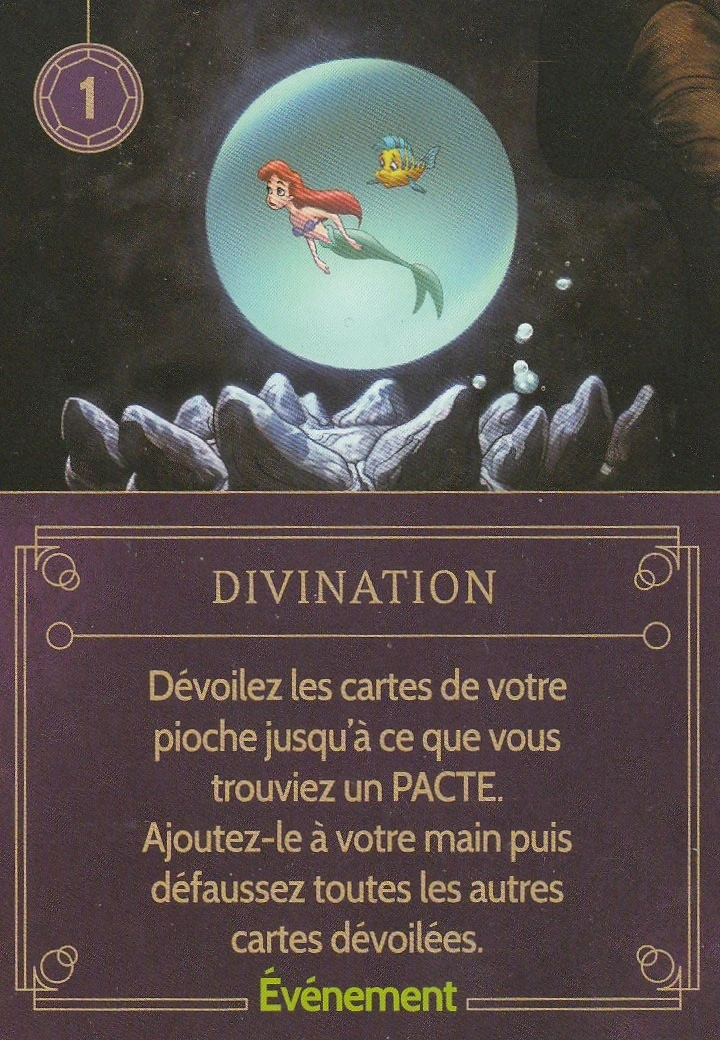 1
DIVINATION
Dévoilez les cartes de votre
pioche jusqu'à ce que vous
trouviez un PACTE.
Ajoutez-le à votre main puis
défaussez toutes les autres
cartes dévoilées.
Événement